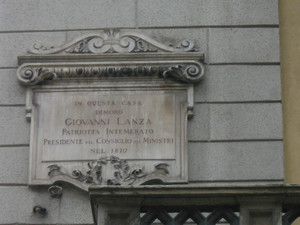 IN QUESTA CASA
DIMORÒ
GIOVANNI LANZA
PATRIOTTA INTEMERATO
PRESIDENTE DEL CONSIGLIO DEI MINISTRI
NEL 1870